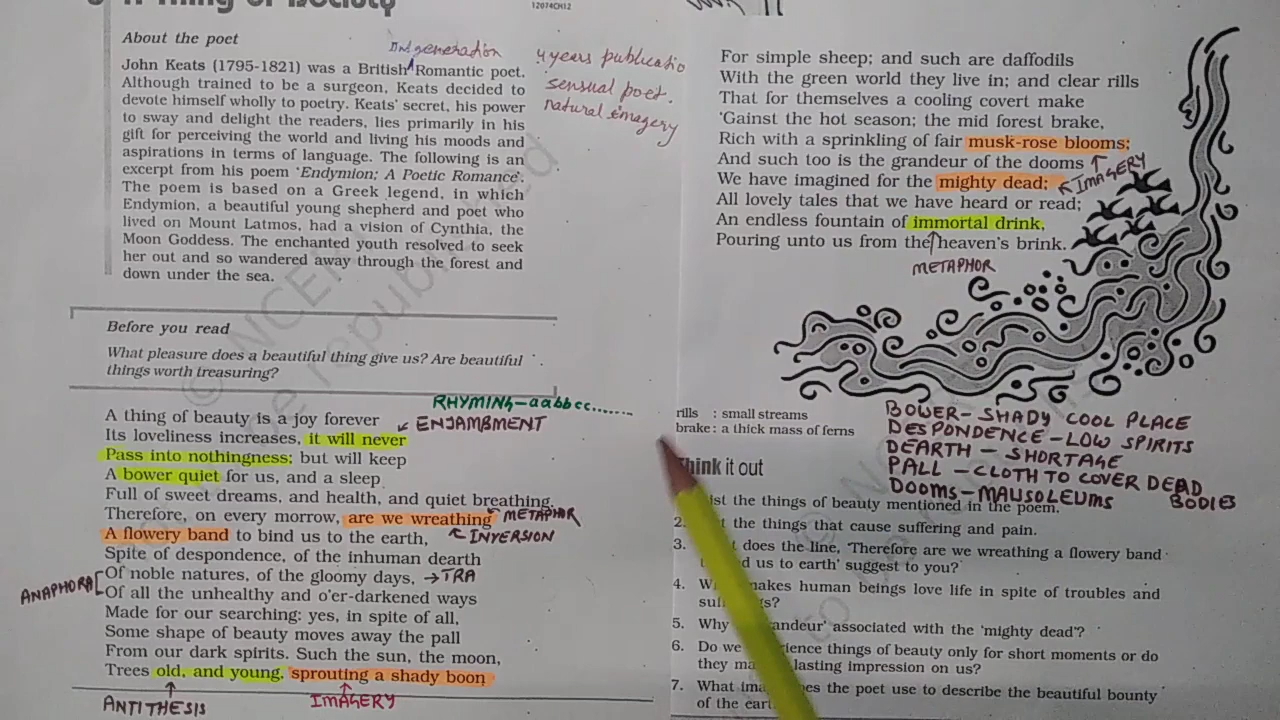 A Thing of Beauty
12074CH12
About the poet
IInd generation
John Keats (1795-1821) was a British Romantic poet.
Although trained to be a surgeon, Keats decided to
devote himself wholly to poetry. Keats' secret, his power
to sway and delight the readers, lies primarily in his
gift for perceiving the world and living his moods and
aspirations in terms of language. The following is an
excerpt from his poem 'Endymion; A Poetic Romance'.
The poem is based on a Greek legend, in which
Endymion, a beautiful young shepherd and poet who
lived on Mount Latmos, had a vision of Cynthia, the
Moon Goddess. The enchanted youth resolved to seek
her out and so wandered away through the forest and
down under the sea.
4 years publicatio
sensual poet.
natural imagery
Before you read
What pleasure does a beautiful thing give us? Are beautiful
things worth treasuring?
RHYMING-aabbcc.......
A thing of beauty is a joy forever
Its loveliness increases, it will never
ENJAMBMENT
Pass into nothingness; but will keep
A bower quiet for us, and a sleep
Full of sweet dreams, and health, and quiet breathing.
Therefore, on every morrow, are we wreathing
METAPHOR
A flowery band to bind us to the earth,
INVERSION
Spite of despondence, of the inhuman dearth
Of noble natures, of the gloomy days, → TRA
ANAPHORA
Of all the unhealthy and o'er-darkened ways
Made for our searching: yes, in spite of all,
Some shape of beauty moves away the pall
From our dark spirits. Such the sun, the moon,
Trees old, and young, sprouting a shady boon
ANTITHESIS
IMAGERY
For simple sheep; and such are daffodils
With the green world they live in; and clear rills
That for themselves a cooling covert make
'Gainst the hot season; the mid forest brake,
Rich with a sprinkling of fair musk-rose blooms;
And such too is the grandeur of the dooms
IMAGERY
We have imagined for the mighty dead;
All lovely tales that we have heard or read;
An endless fountain of immortal drink,
Pouring unto us from the heaven's brink.
METAPHOR
rills : small streams
brake: a thick mass of ferns
BOWER- SHADY COOL PLACE
DESPONDENCE - LOW SPIRITS
DEARTH - SHORTAGE
PALL - CLOTH TO COVER DEAD
BODIES
DOOMS-MAUSOLEUMS
Think it out
ist the things of beauty mentioned in the poem.
2. the things that cause suffering and pain.
3. does the line, 'Therefore are we wreathing a flowery band
us to earth' suggest to you?
4. makes human beings love life in spite of troubles and
5. Why andeur' associated with the 'mighty dead'?
6. Do we rience things of beauty only for short moments or do
they ma lasting impression on us?
7. What ima es the poet use to describe the beautiful bounty
of the eart